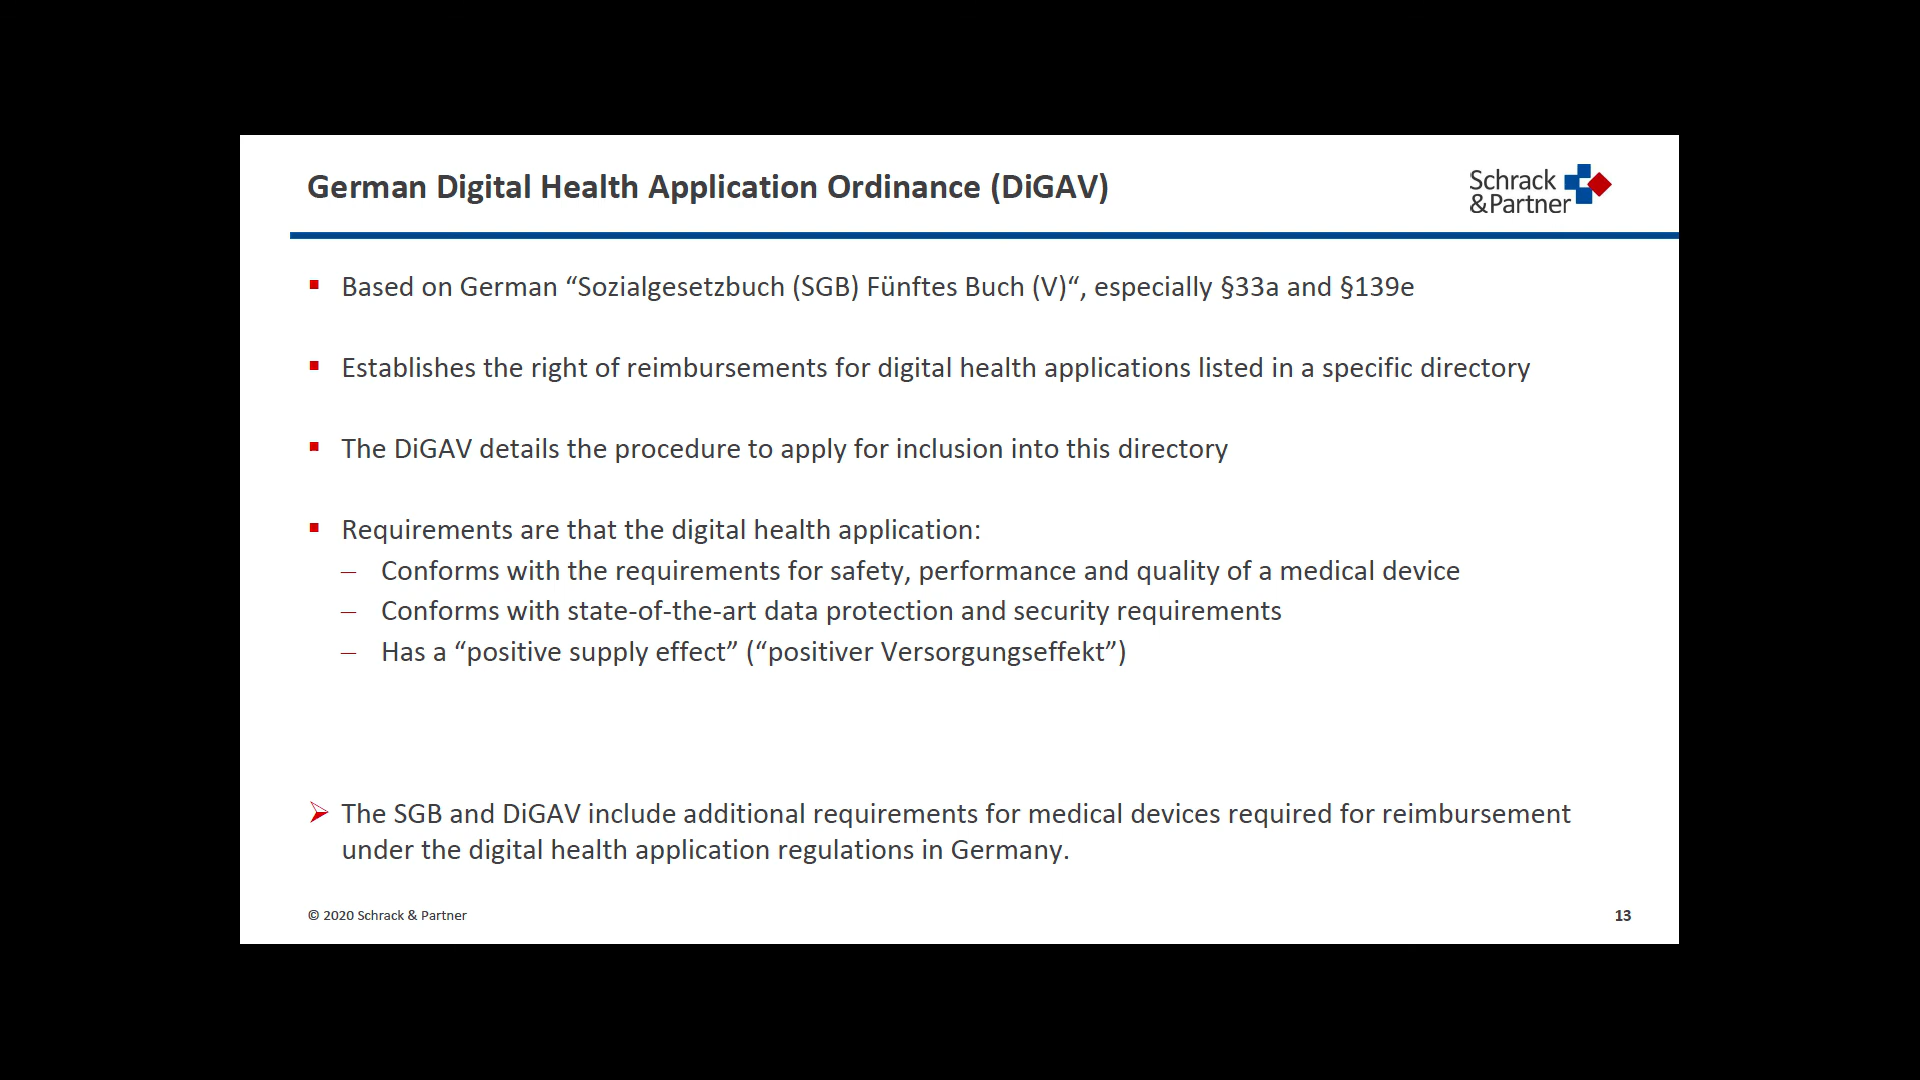 German Digital Health Application Ordinance (DiGAV)
Schrack
&Partner
▪ Based on German “Sozialgesetzbuch (SGB) Fünftes Buch (V)“, especially §33a and §139e
▪ Establishes the right of reimbursements for digital health applications listed in a specific directory
▪ The DiGAV details the procedure to apply for inclusion into this directory
▪ Requirements are that the digital health application:
– Conforms with the requirements for safety, performance and quality of a medical device
– Conforms with state-of-the-art data protection and security requirements
– Has a “positive supply effect” (“positiver Versorgungseffekt”)
➢ The SGB and DiGAV include additional requirements for medical devices required for reimbursement
under the digital health application regulations in Germany.
© 2020 Schrack & Partner
13